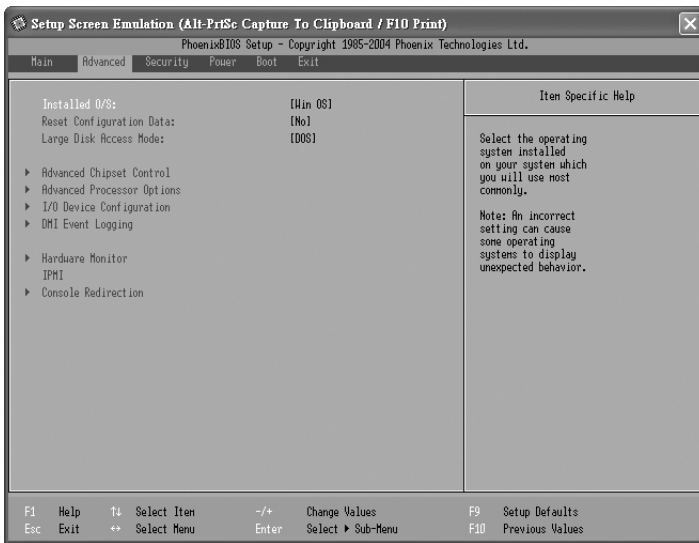 Setup Screen Emulation (Alt-PrtSc Capture To Clipboard / F10 Print)
PhoenixBIOS Setup - Copyright 1985-2004 Phoenix Technologies Ltd.
Main Advanced Security Power Boot Exit
Installed O/S: [Win OS]
Reset Configuration Data: [No]
Large Disk Access Mode: [DOS]
▶ Advanced Chipset Control
▶ Advanced Processor Options
▶ I/O Device Configuration
▶ DMI Event Logging
▶ Hardware Monitor
IPMI
▶ Console Redirection
Item Specific Help
Select the operating
system installed
on your system which
you will use most
commonly.
Note: An incorrect
setting can cause
some operating
systems to display
unexpected behavior.
F1 Help ↑↓ Select Item -/+ Change Values F9 Setup Defaults
Esc Exit ↔ Select Menu Enter Select ▶ Sub-Menu F10 Previous Values